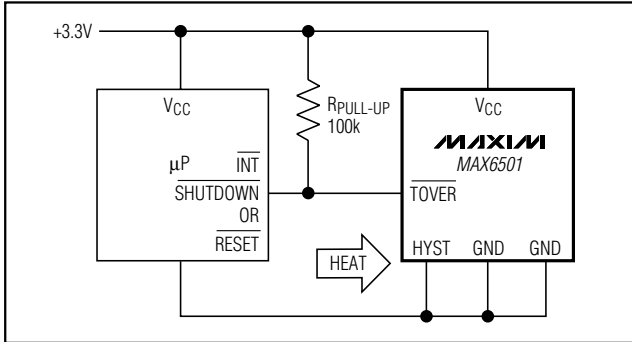 +3.3V
VCC
RPULL-UP
100k
VCC
MAXIM
MAX6501
µP
INT
SHUTDOWN
OR
RESET
TOVER
HEAT
HYST GND GND